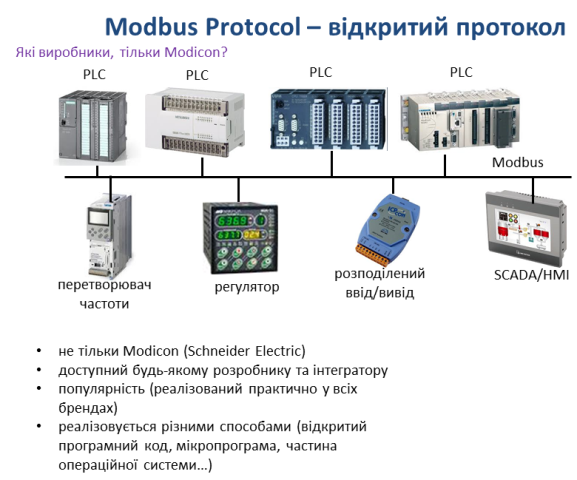 Modbus Protocol – відкритий протокол
Які виробники, тільки Modicon?
PLC
PLC
PLC
PLC
Modbus
перетворювач
частоти
регулятор
розподілений
ввід/вивід
SCADA/HMI
• не тільки Modicon (Schneider Electric)
• доступний будь-якому розробнику та інтегратору
• популярність (реалізований практично у всіх
брендах)
• реалізовується різними способами (відкритий
програмний код, мікропрограма, частина
операційної системи...)